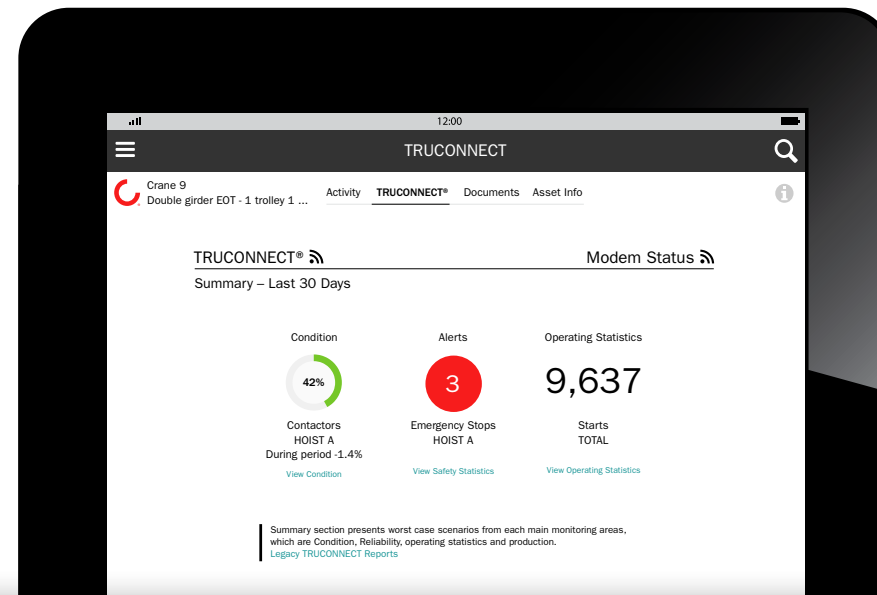 12:00
TRUCONNECT
Crane 9
Double girder EOT - 1 trolley 1 ...
Activity TRUCONNECT® Documents Asset Info
TRUCONNECT® Modem Status
Summary – Last 30 Days
Condition Alerts Operating Statistics
42% 3 9,637
Contactors Emergency Stops Starts
HOIST A HOIST A TOTAL
During period -1.4%
View Condition View Safety Statistics View Operating Statistics
Summary section presents worst case scenarios from each main monitoring areas,
which are Condition, Reliability, operating statistics and production.
Legacy TRUCONNECT Reports